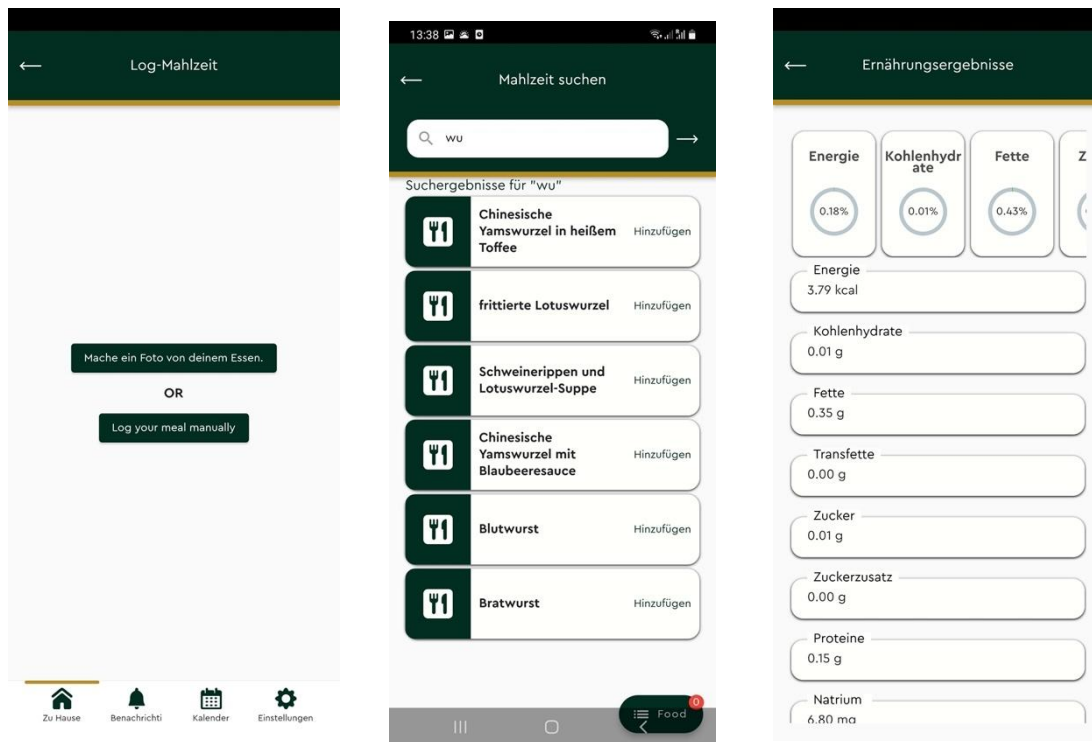 Log-Mahlzeit
Mache ein Foto von deinem Essen.
OR
Log your meal manually
Zu Hause
Benachrichti
Kalender
Einstellungen
13:38
Mahlzeit suchen
wu
Suchergebnisse für "wu"
Chinesische
Yamswurzel in heißem
Toffee
Hinzufügen
frittierte Lotuswurzel
Hinzufügen
Schweinerippen und
Lotuswurzel-Suppe
Hinzufügen
Chinesische
Yamswurzel mit
Blaubeeresauce
Hinzufügen
Blutwurst
Hinzufügen
Bratwurst
Hinzufügen
0
Food
Ernährungsergebnisse
Energie
0.18%
Kohlenhydr
ate
0.01%
Fette
0.43%
Z
Energie
3.79 kcal
Kohlenhydrate
0.01 g
Fette
0.35 g
Transfette
0.00 g
Zucker
0.01 g
Zuckerzusatz
0.00 g
Proteine
0.15 g
Natrium
6.80 mg